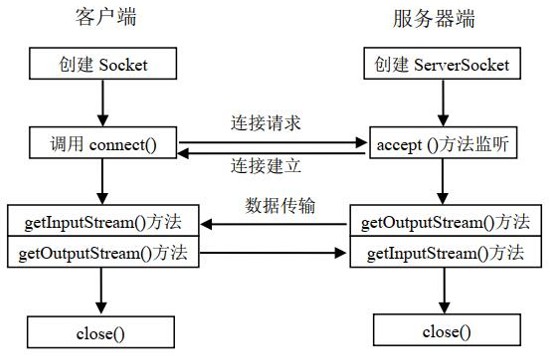 客户端 服务器端
创建 Socket 创建 ServerSocket
连接请求
调用 connect() accept ()方法监听
连接建立
数据传输
getInputStream()方法 getOutputStream()方法
getOutputStream()方法 getInputStream()方法
close() close()